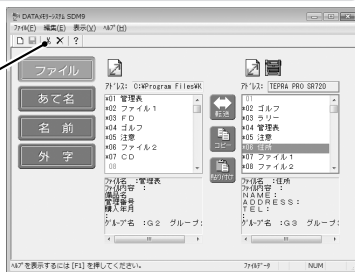 DATAﾒﾓﾘｰｼｽﾃﾑ SDM9
ﾌｧｲﾙ(F) 編集(E) 表示(V) ﾍﾙﾌﾟ(H)
ファイル
あて名
名 前
外 字
ｱﾄﾞﾚｽ: C:¥Program Files¥K
*01 管理表
*02 ファイル１
*03 ＦＤ
*04 ゴルフ
*05 注意
*06 ファイル２
*07 ＣＤ
08
ﾌｧｲﾙ名 :管理表
ﾌｧｲﾙ内容 :
備品名
管理番号
購入年月
:
ｸﾞﾙｰﾌﾟ名 :Ｇ２ グループ:
転送
コピー
貼り付け
ｱﾄﾞﾚｽ: TEPRA PRO SR720
01
*02 ゴルフ
*03 ラリー
*04 管理表
*05 注意
*06 住所
*07 ファイル１
*08 ファイル２
ﾌｧｲﾙ名 :住所
ﾌｧｲﾙ内容 :
ＮＡＭＥ:
ＡＤＤＲＥＳＳ:
ＴＥＬ:
:
ｸﾞﾙｰﾌﾟ名 :Ｇ３ グループ:
ﾍﾙﾌﾟを表示するには [F1] を押してください。
ﾌｧｲﾙﾃﾞｰﾀ
NUM